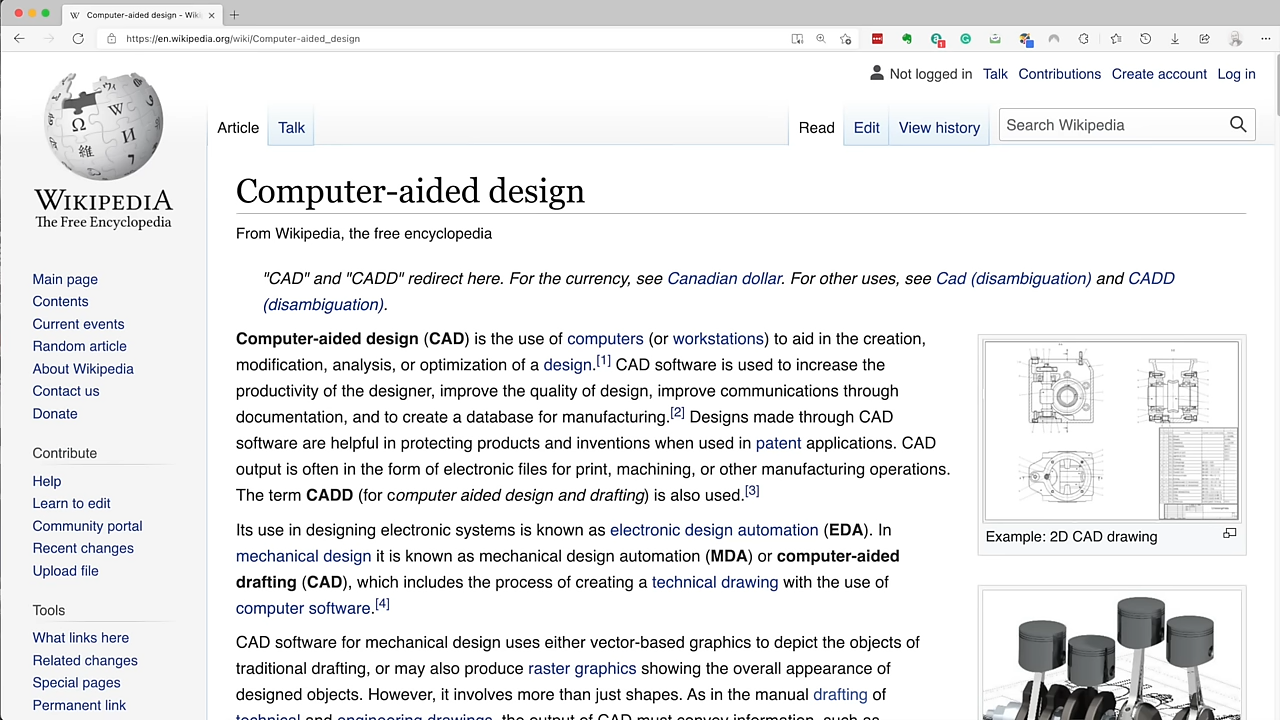 Computer-aided design - Wiki
https://en.wikipedia.org/wiki/Computer-aided_design
Not logged in Talk Contributions Create account Log in
Article Talk Read Edit View history Search Wikipedia
WIKIPEDIA
The Free Encyclopedia
Main page
Contents
Current events
Random article
About Wikipedia
Contact us
Donate
Contribute
Help
Learn to edit
Community portal
Recent changes
Upload file
Tools
What links here
Related changes
Special pages
Permanent link
Computer-aided design
From Wikipedia, the free encyclopedia
"CAD" and "CADD" redirect here. For the currency, see Canadian dollar. For other uses, see Cad (disambiguation) and CADD
(disambiguation).
Computer-aided design (CAD) is the use of computers (or workstations) to aid in the creation,
modification, analysis, or optimization of a design.[1] CAD software is used to increase the
productivity of the designer, improve the quality of design, improve communications through
documentation, and to create a database for manufacturing.[2] Designs made through CAD
software are helpful in protecting products and inventions when used in patent applications. CAD
output is often in the form of electronic files for print, machining, or other manufacturing operations.
The term CADD (for computer aided design and drafting) is also used.[3]
Its use in designing electronic systems is known as electronic design automation (EDA). In
mechanical design it is known as mechanical design automation (MDA) or computer-aided
drafting (CAD), which includes the process of creating a technical drawing with the use of
computer software.[4]
CAD software for mechanical design uses either vector-based graphics to depict the objects of
traditional drafting, or may also produce raster graphics showing the overall appearance of
designed objects. However, it involves more than just shapes. As in the manual drafting of
technical and engineering drawings, the output of CAD must convey information, such as
Example: 2D CAD drawing